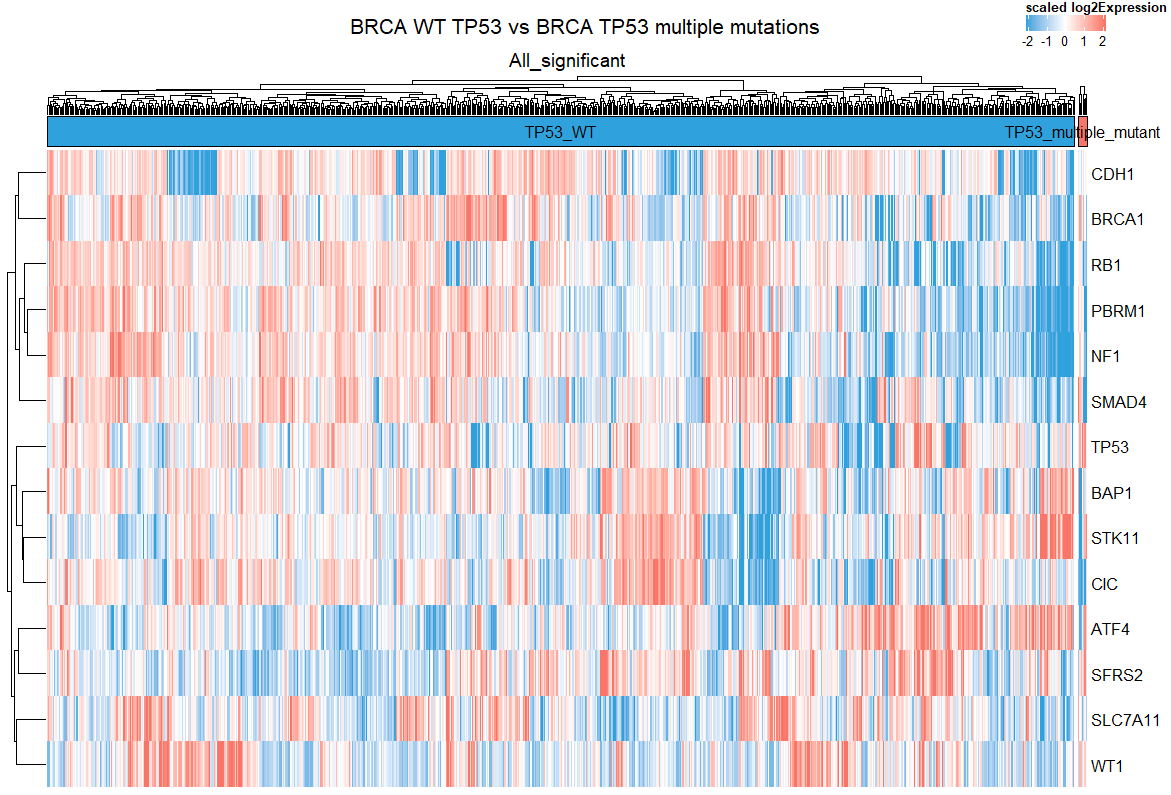 scaled log2Expression
-2 -1 0 1 2
BRCA WT TP53 vs BRCA TP53 multiple mutations
All_significant
TP53_WT TP53_multiple_mutant
CDH1
BRCA1
RB1
PBRM1
NF1
SMAD4
TP53
BAP1
STK11
CIC
ATF4
SFRS2
SLC7A11
WT1